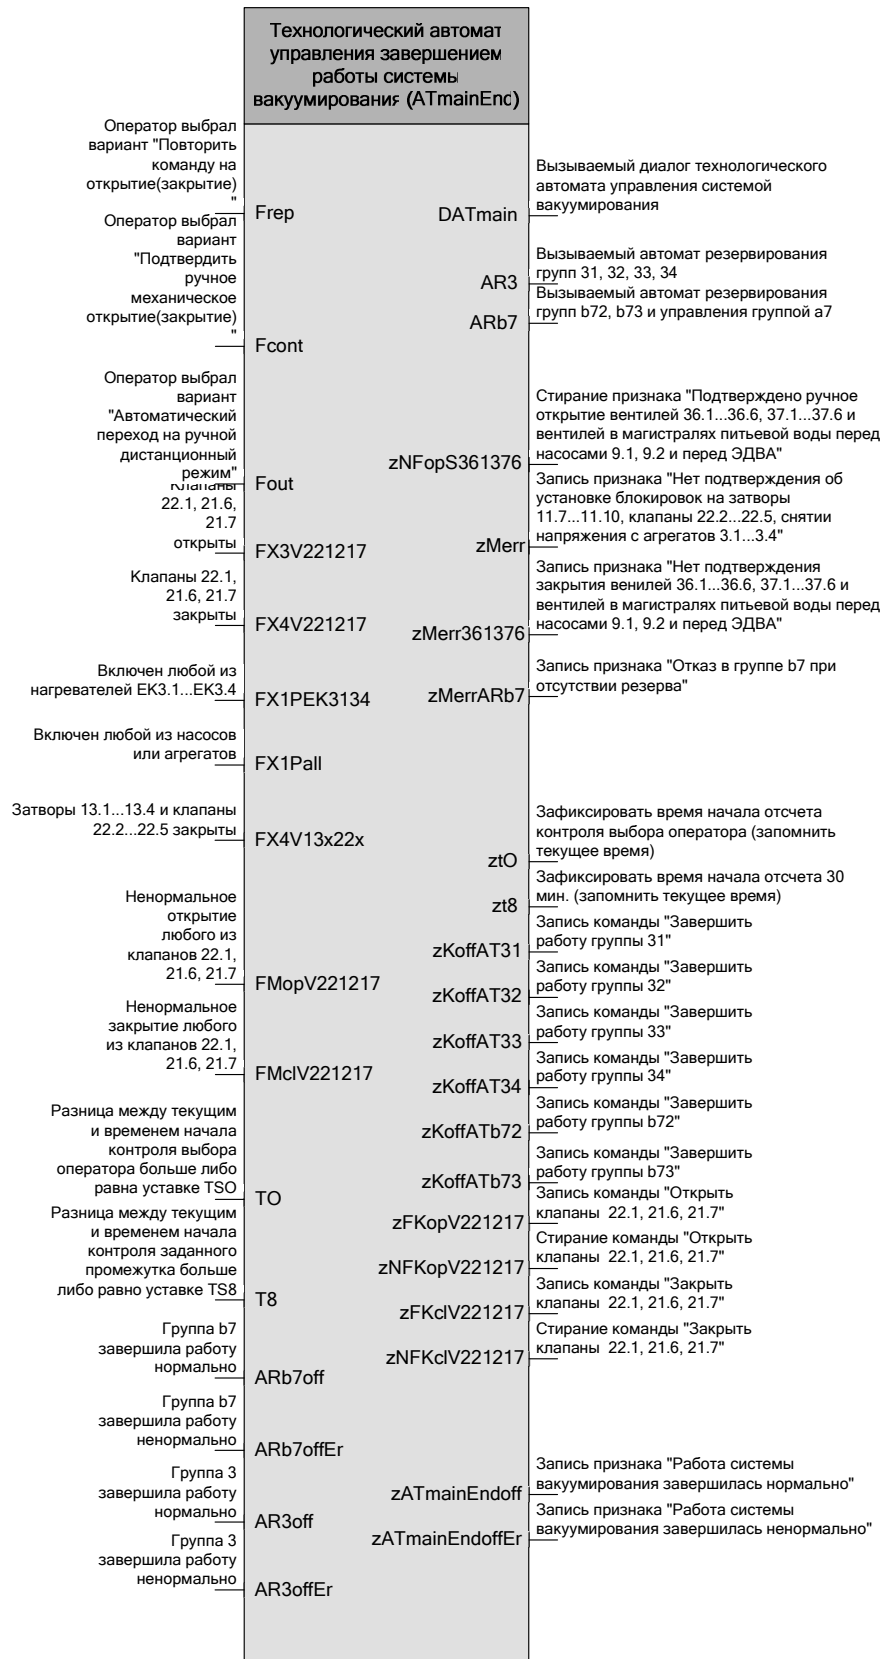 Технологический автомат
управления завершением
работы системы
вакуумирования (ATmainEnd)
Оператор выбрал
вариант "Повторить
команду на
открытие(закрытие)
"
Frep
Оператор выбрал
вариант
"Подтвердить
ручное
механическое
открытие(закрытие)
"
Fcont
Оператор выбрал
вариант
"Автоматический
переход на ручной
дистанционный
режим"
Fout
Клапаны
22.1, 21.6,
21.7
открыты
FX3V221217
Клапаны 22.1,
21.6, 21.7
закрыты
FX4V221217
Включен любой из
нагревателей ЕК3.1...ЕК3.4
FX1PEK3134
Включен любой из насосов
или агрегатов
FX1Pall
Затворы 13.1...13.4 и клапаны
22.2...22.5 закрыты
FX4V13x22x
Ненормальное
открытие
любого из
клапанов 22.1,
21.6, 21.7
FMopV221217
Ненормальное
закрытие любого
из клапанов 22.1,
21.6, 21.7
FMclV221217
Разница между текущим
и временем начала
контроля выбора
оператора больше либо
равна уставке TSO
TO
Разница между текущим
и временем начала
контроля заданного
промежутка больше
либо равно уставке TS8
T8
Группа b7
завершила работу
нормально
ARb7off
Группа b7
завершила работу
ненормально
ARb7offEr
Группа 3
завершила работу
нормально
AR3off
Группа 3
завершила работу
ненормально
AR3offEr
Вызываемый диалог технологического
автомата управления системой
вакуумирования
DATmain
Вызываемый автомат резервирования
групп 31, 32, 33, 34
AR3
Вызываемый автомат резервирования
групп b72, b73 и управления группой a7
ARb7
Стирание признака "Подтверждено ручное
открытие вентилей 36.1...36.6, 37.1...37.6 и
вентилей в магистралях питьевой воды перед
насосами 9.1, 9.2 и перед ЭДВА"
zNFopS361376
Запись признака "Нет подтверждения об
установке блокировок на затворы
11.7...11.10, клапаны 22.2...22.5, снятии
напряжения с агрегатов 3.1...3.4"
zMerr
Запись признака "Нет подтверждения
закрытия венилей 36.1...36.6, 37.1...37.6 и
вентилей в магистралях питьевой воды перед
насосами 9.1, 9.2 и перед ЭДВА"
zMerr361376
Запись признака "Отказ в группе b7 при
отсутствии резерва"
zMerrARb7
Зафиксировать время начала отсчета
контроля выбора оператора (запомнить
текущее время)
ztO
Зафиксировать время начала отсчета 30
мин. (запомнить текущее время)
zt8
Запись команды "Завершить
работу группы 31"
zKoffAT31
Запись команды "Завершить
работу группы 32"
zKoffAT32
Запись команды "Завершить
работу группы 33"
zKoffAT33
Запись команды "Завершить
работу группы 34"
zKoffAT34
Запись команды "Завершить
работу группы b72"
zKoffATb72
Запись команды "Завершить
работу группы b73"
zKoffATb73
Запись команды "Открыть
клапаны 22.1, 21.6, 21.7"
zFKopV221217
Стирание команды "Открыть
клапаны 22.1, 21.6, 21.7"
zNFKopV221217
Запись команды "Закрыть
клапаны 22.1, 21.6, 21.7"
zFKclV221217
Стирание команды "Закрыть
клапаны 22.1, 21.6, 21.7"
zNFKclV221217
Запись признака "Работа системы
вакуумирования завершилась нормально"
zATmainEndoff
Запись признака "Работа системы
вакуумирования завершилась ненормально"
zATmainEndoffEr